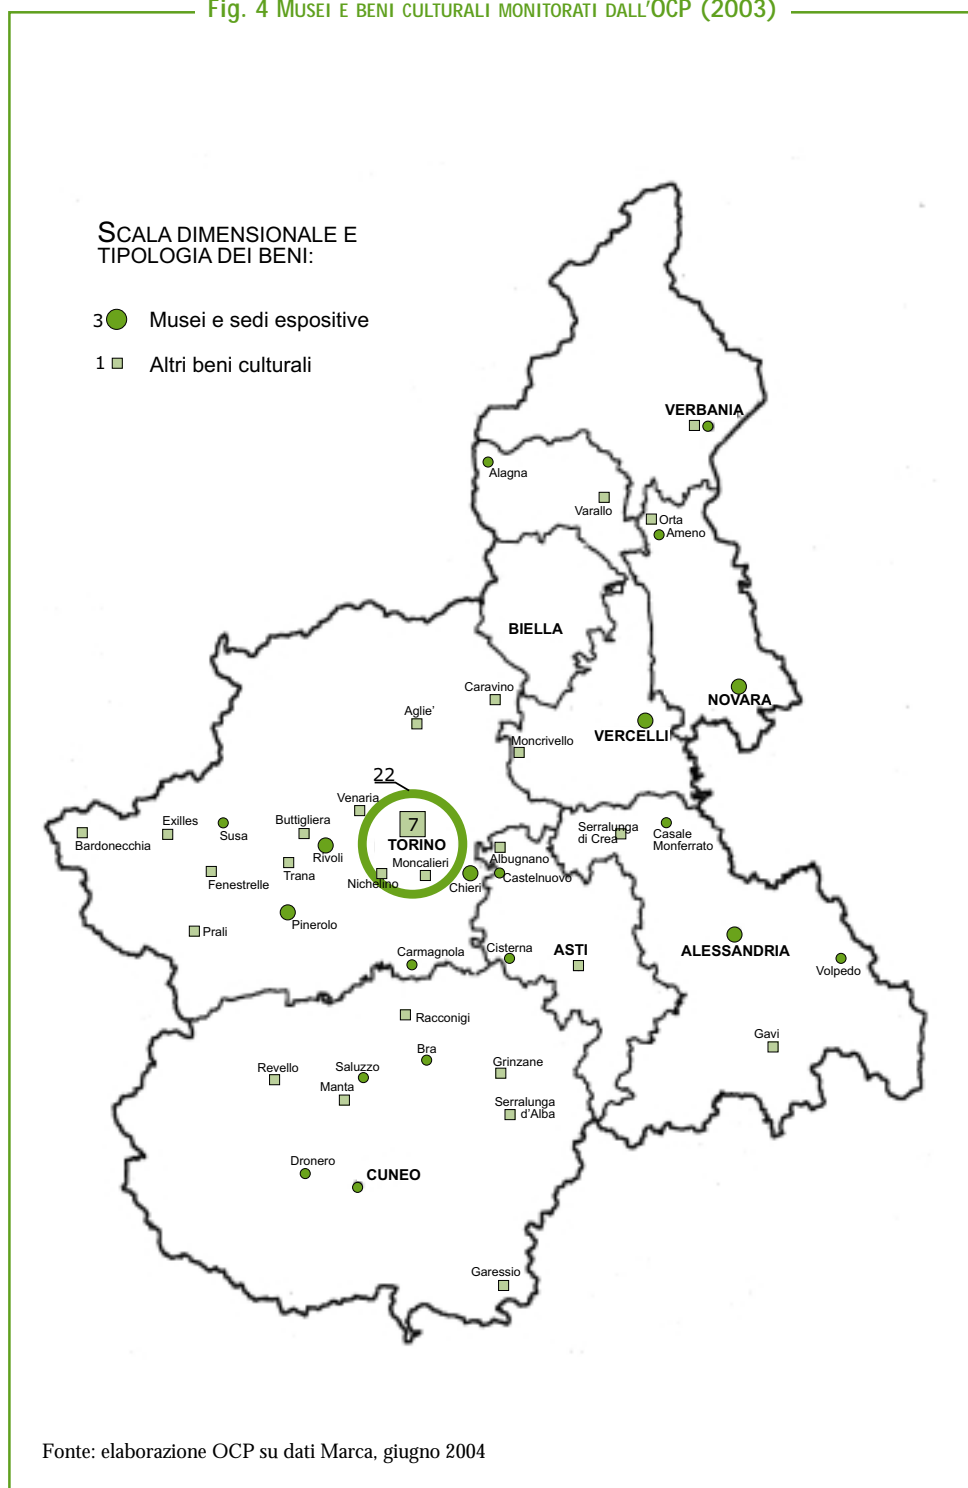 Fig. 4 MUSEI E BENI CULTURALI MONITORATI DALL'OCP (2003)
SCALA DIMENSIONALE E
TIPOLOGIA DEI BENI:
3 Musei e sedi espositive
1 Altri beni culturali
VERBANIA
Alagna
Varallo
Orta
Ameno
BIELLA
Caravino
NOVARA
Aglie'
VERCELLI
Moncrivello
22
Venaria
7
TORINO
Exilles
Susa
Buttigliera
Bardonecchia
Rivoli
Moncalieri
Serralunga
di Crea
Casale
Monferrato
Albugnano
Fenestrelle
Trana
Nichelino
Chieri
Castelnuovo
Pinerolo
Prali
Carmagnola
Cisterna
ASTI
ALESSANDRIA
Volpedo
Racconigi
Gavi
Bra
Revello
Saluzzo
Grinzane
Manta
Serralunga
d'Alba
Dronero
CUNEO
Garessio
Fonte: elaborazione OCP su dati Marca, giugno 2004